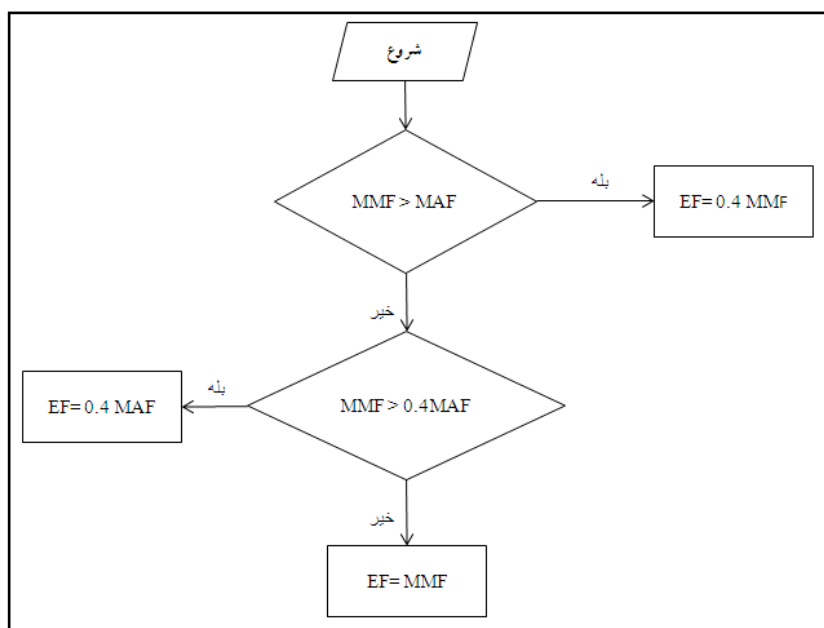 شروع
MMF > MAF
بله
EF= 0.4 MMF
خیر
MMF > 0.4MAF
بله
EF= 0.4 MAF
خیر
EF= MMF